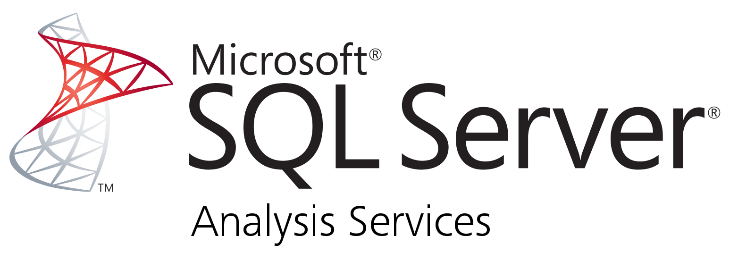 Microsoft®
SQL Server®
Analysis Services
™